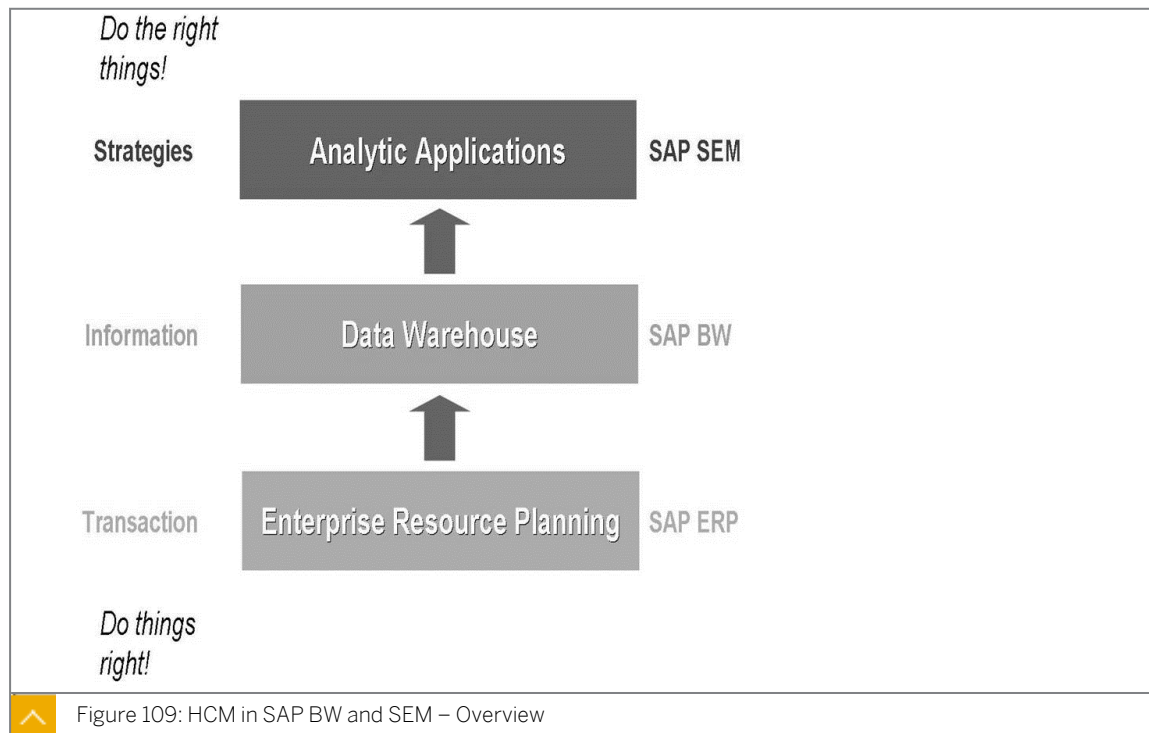 Do the right
things!
Strategies
Analytic Applications
SAP SEM
Information
Data Warehouse
SAP BW
Transaction
Enterprise Resource Planning
SAP ERP
Do things
right!
Figure 109: HCM in SAP BW and SEM – Overview